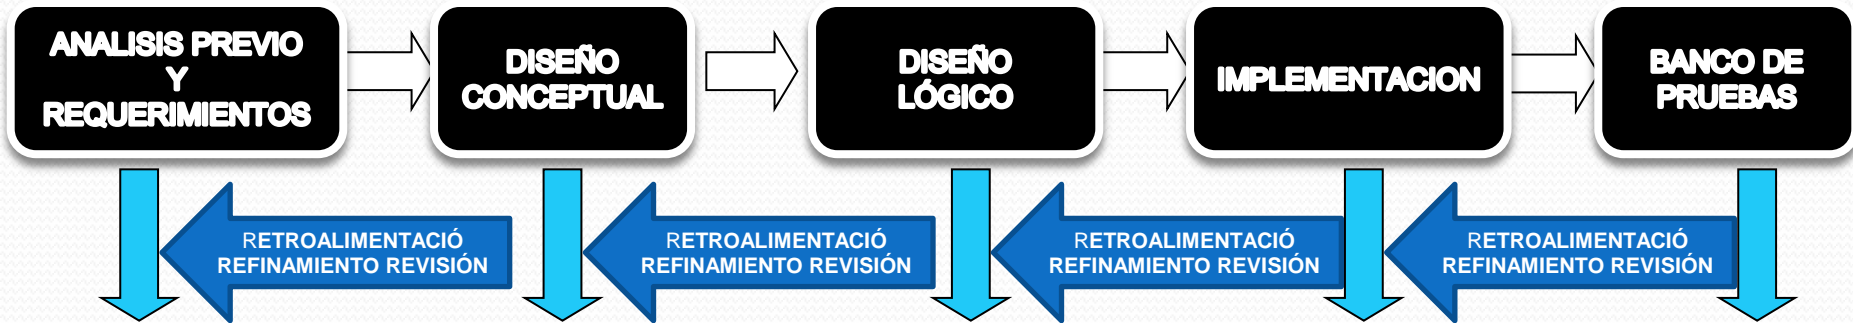 ANALISIS PREVIO
Y
REQUERIMIENTOS
DISEÑO
CONCEPTUAL
DISEÑO
LÓGICO
IMPLEMENTACION
BANCO DE
PRUEBAS
RETROALIMENTACIÓ
REFINAMIENTO REVISIÓN
RETROALIMENTACIÓ
REFINAMIENTO REVISIÓN
RETROALIMENTACIÓ
REFINAMIENTO REVISIÓN
RETROALIMENTACIÓ
REFINAMIENTO REVISIÓN